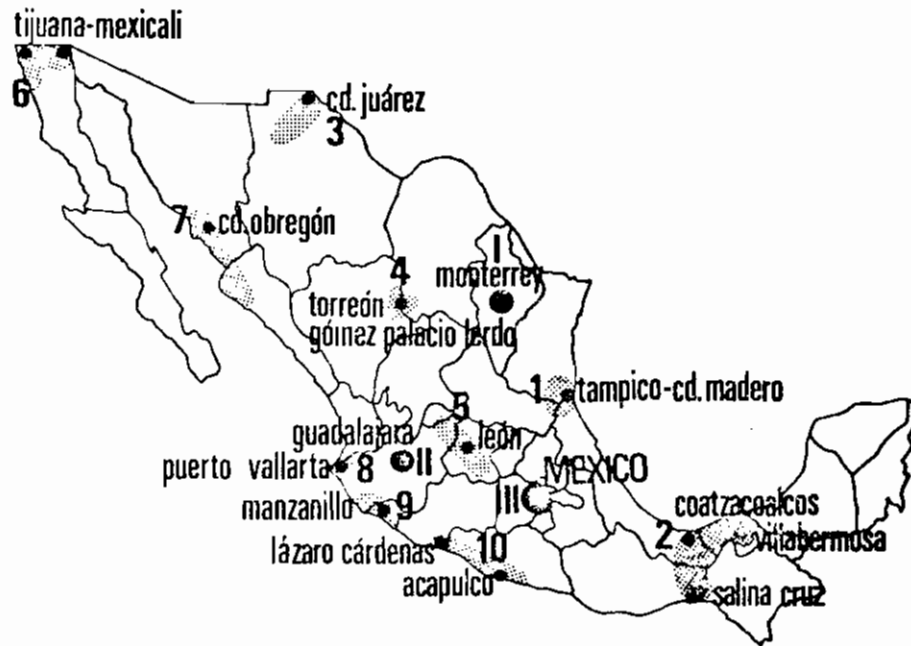 tijuana-mexicali
6
cd. juárez
3
7 cd. obregón
I
monterrey
4
torreón
gómez palacio lerdo
1 tampico-cd. madero
5
guadalajara
león
puerto vallarta 8 II
MEXICO
III
manzanillo 9
coatzacoalcos
2 villabermosa
lázaro cárdenas 10
acapulco
salina cruz